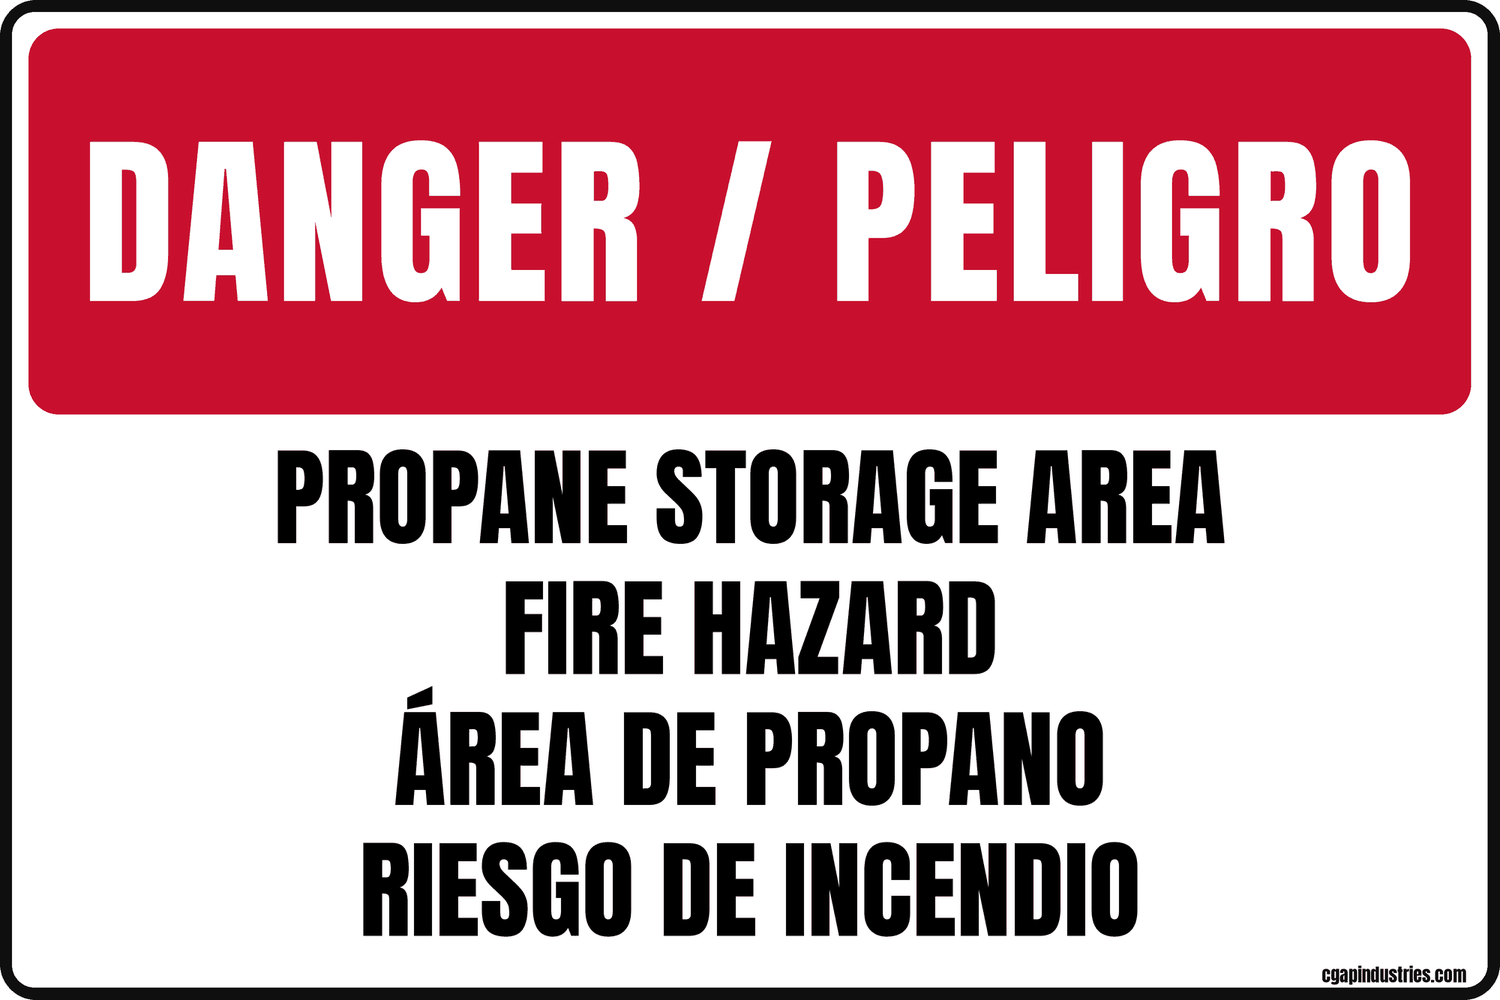 DANGER / PELIGRO
PROPANE STORAGE AREA
FIRE HAZARD
ÁREA DE PROPANO
RIESGO DE INCENDIO
cgapindustries.com